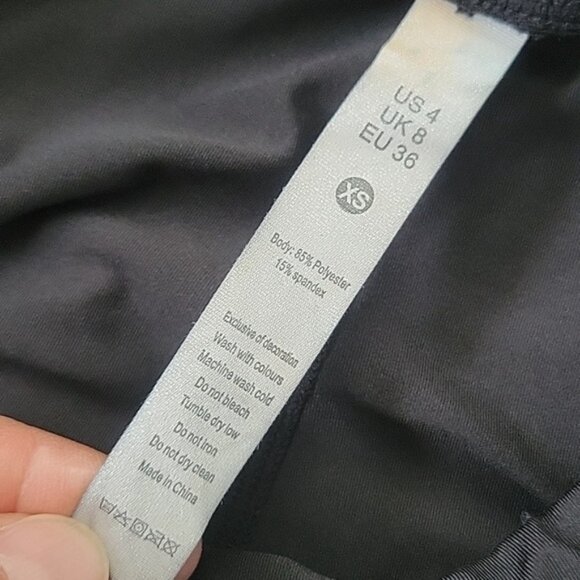 US 4
UK 8
EU 36
XS
Body: 85% Polyester
15% spandex
Exclusive of decoration
Wash with colours
Machine wash cold
Do not bleach
Tumble dry low
Do not Iron
Do not dry clean
Made in China